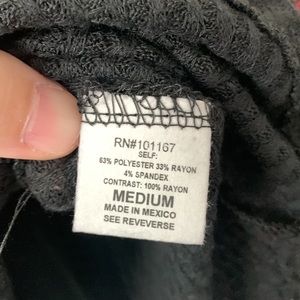 RN#101167
SELF:
63% POLYESTER 33% RAYON
4% SPANDEX
CONTRAST: 100% RAYON
MEDIUM
MADE IN MEXICO
SEE REVEVERSE